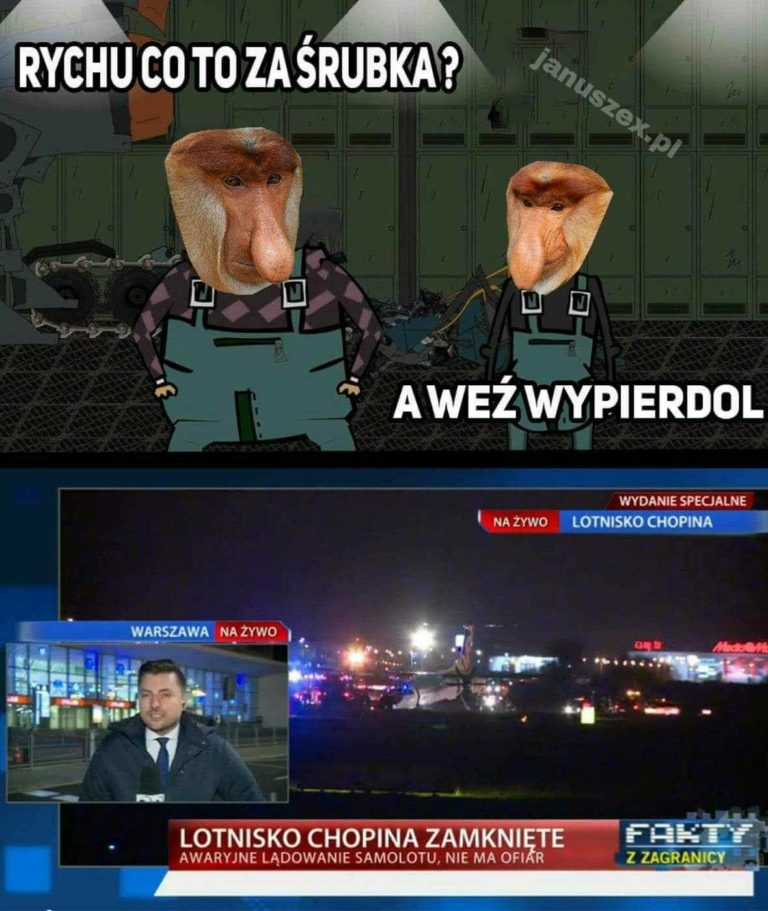 RYCHU CO TO ZA ŚRUBKA?
januszex.pl
A WEŹ WYPIERDOL
WYDANIE SPECJALNE
NA ŻYWO LOTNISKO CHOPINA
WARSZAWA NA ŻYWO
LOTNISKO CHOPINA ZAMKNIĘTE
AWARYJNE LĄDOWANIE SAMOLOTU, NIE MA OFIAR
FAKTY
Z ZAGRANICY